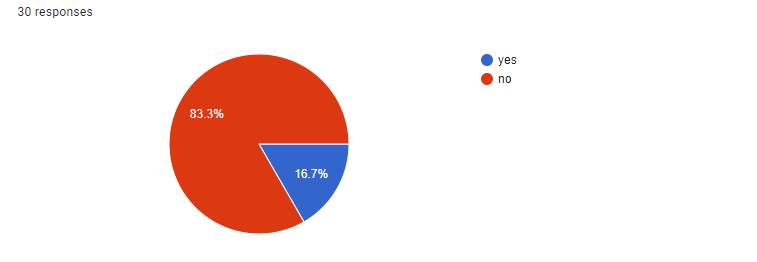 30 responses
yes
no
83.3%
16.7%